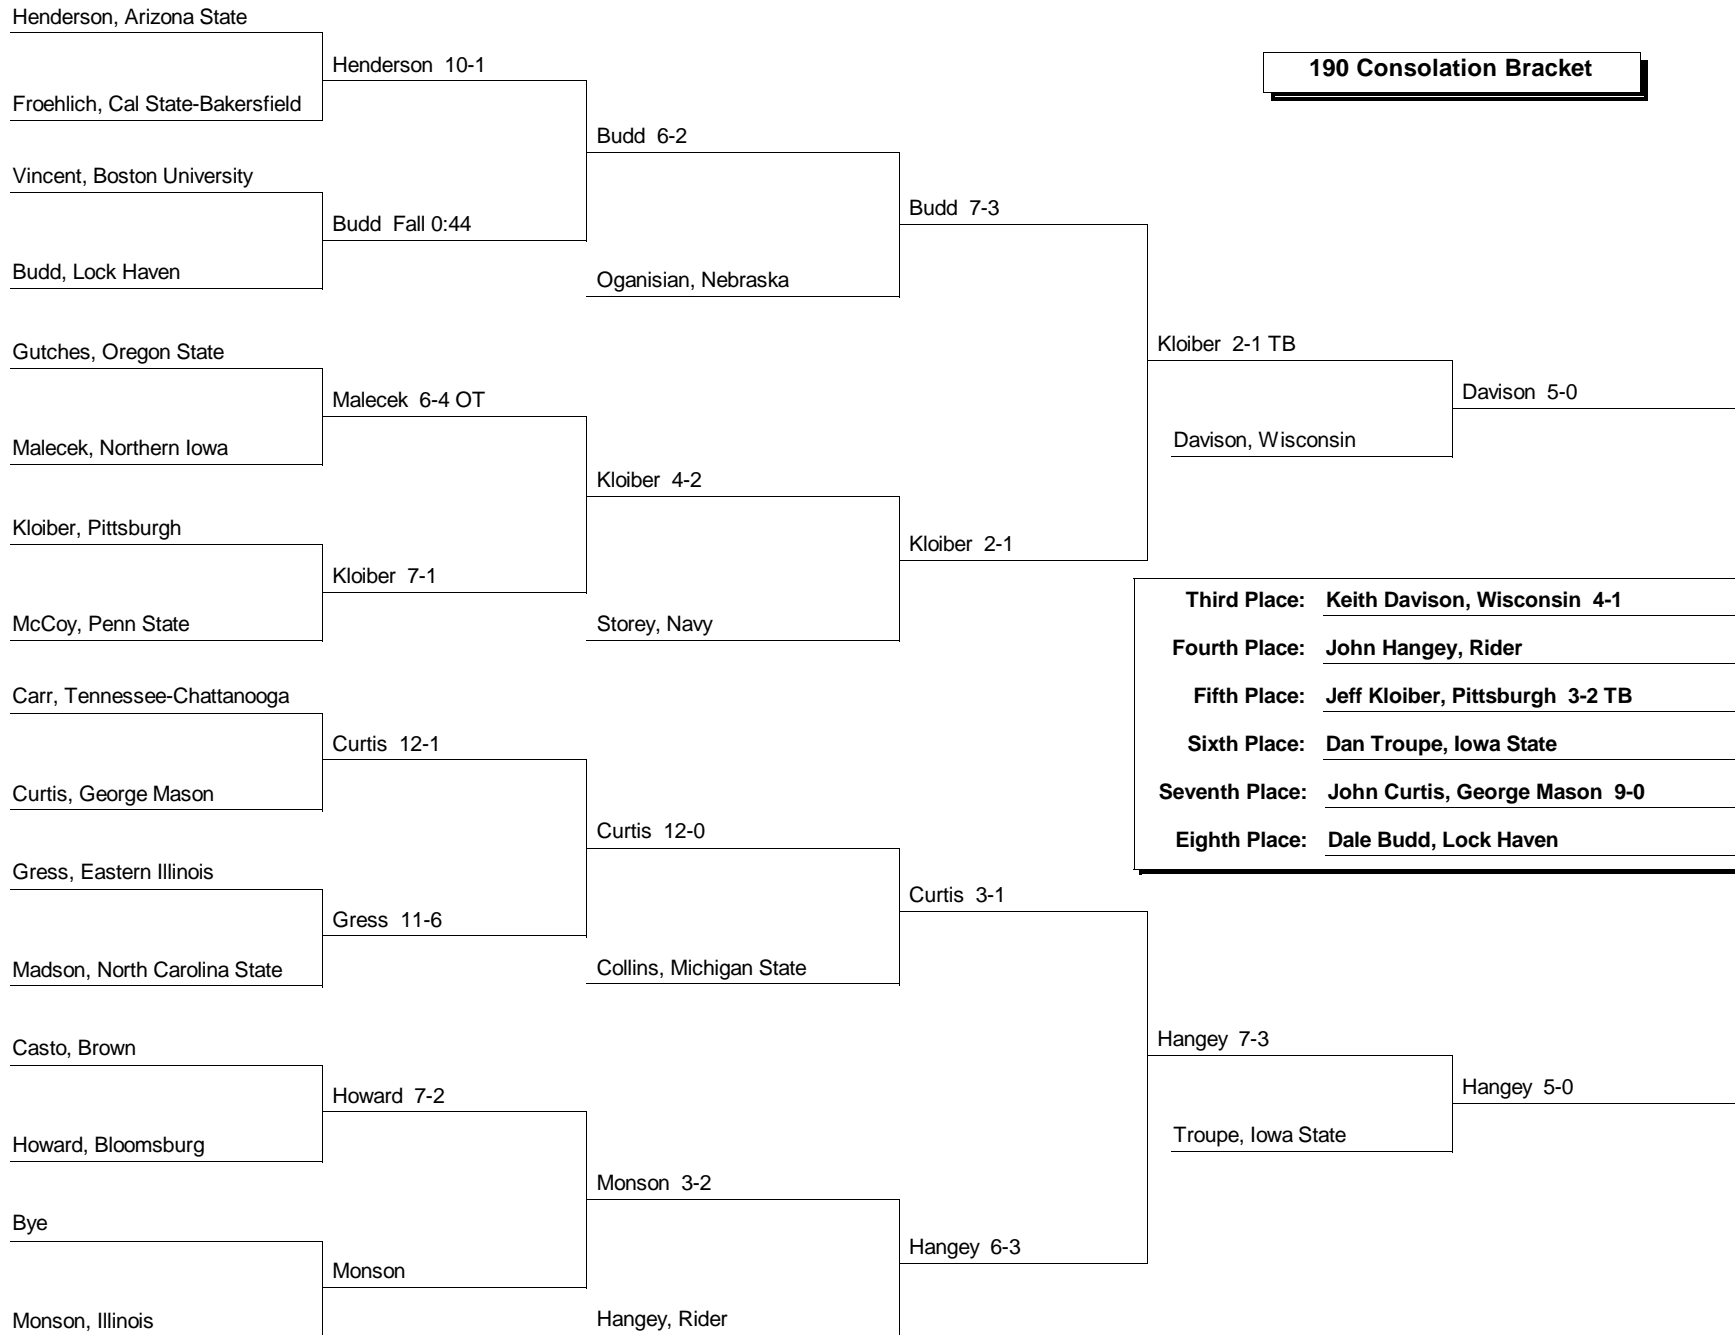 Henderson, Arizona State
Henderson 10-1
190 Consolation Bracket
Froehlich, Cal State-Bakersfield
Budd 6-2
Vincent, Boston University
Budd 7-3
Budd Fall 0:44
Budd, Lock Haven
Oganisian, Nebraska
Kloiber 2-1 TB
Gutches, Oregon State
Davison 5-0
Malecek 6-4 OT
Davison, Wisconsin
Malecek, Northern Iowa
Kloiber 4-2
Kloiber, Pittsburgh
Kloiber 2-1
Kloiber 7-1
McCoy, Penn State
Storey, Navy
Third Place: Keith Davison, Wisconsin 4-1
Fourth Place: John Hangey, Rider
Fifth Place: Jeff Kloiber, Pittsburgh 3-2 TB
Sixth Place: Dan Troupe, Iowa State
Seventh Place: John Curtis, George Mason 9-0
Eighth Place: Dale Budd, Lock Haven
Carr, Tennessee-Chattanooga
Curtis 12-1
Curtis, George Mason
Curtis 12-0
Gress, Eastern Illinois
Curtis 3-1
Gress 11-6
Madson, North Carolina State
Collins, Michigan State
Casto, Brown
Hangey 7-3
Howard 7-2
Hangey 5-0
Howard, Bloomsburg
Troupe, Iowa State
Monson 3-2
Bye
Hangey 6-3
Monson
Monson, Illinois
Hangey, Rider